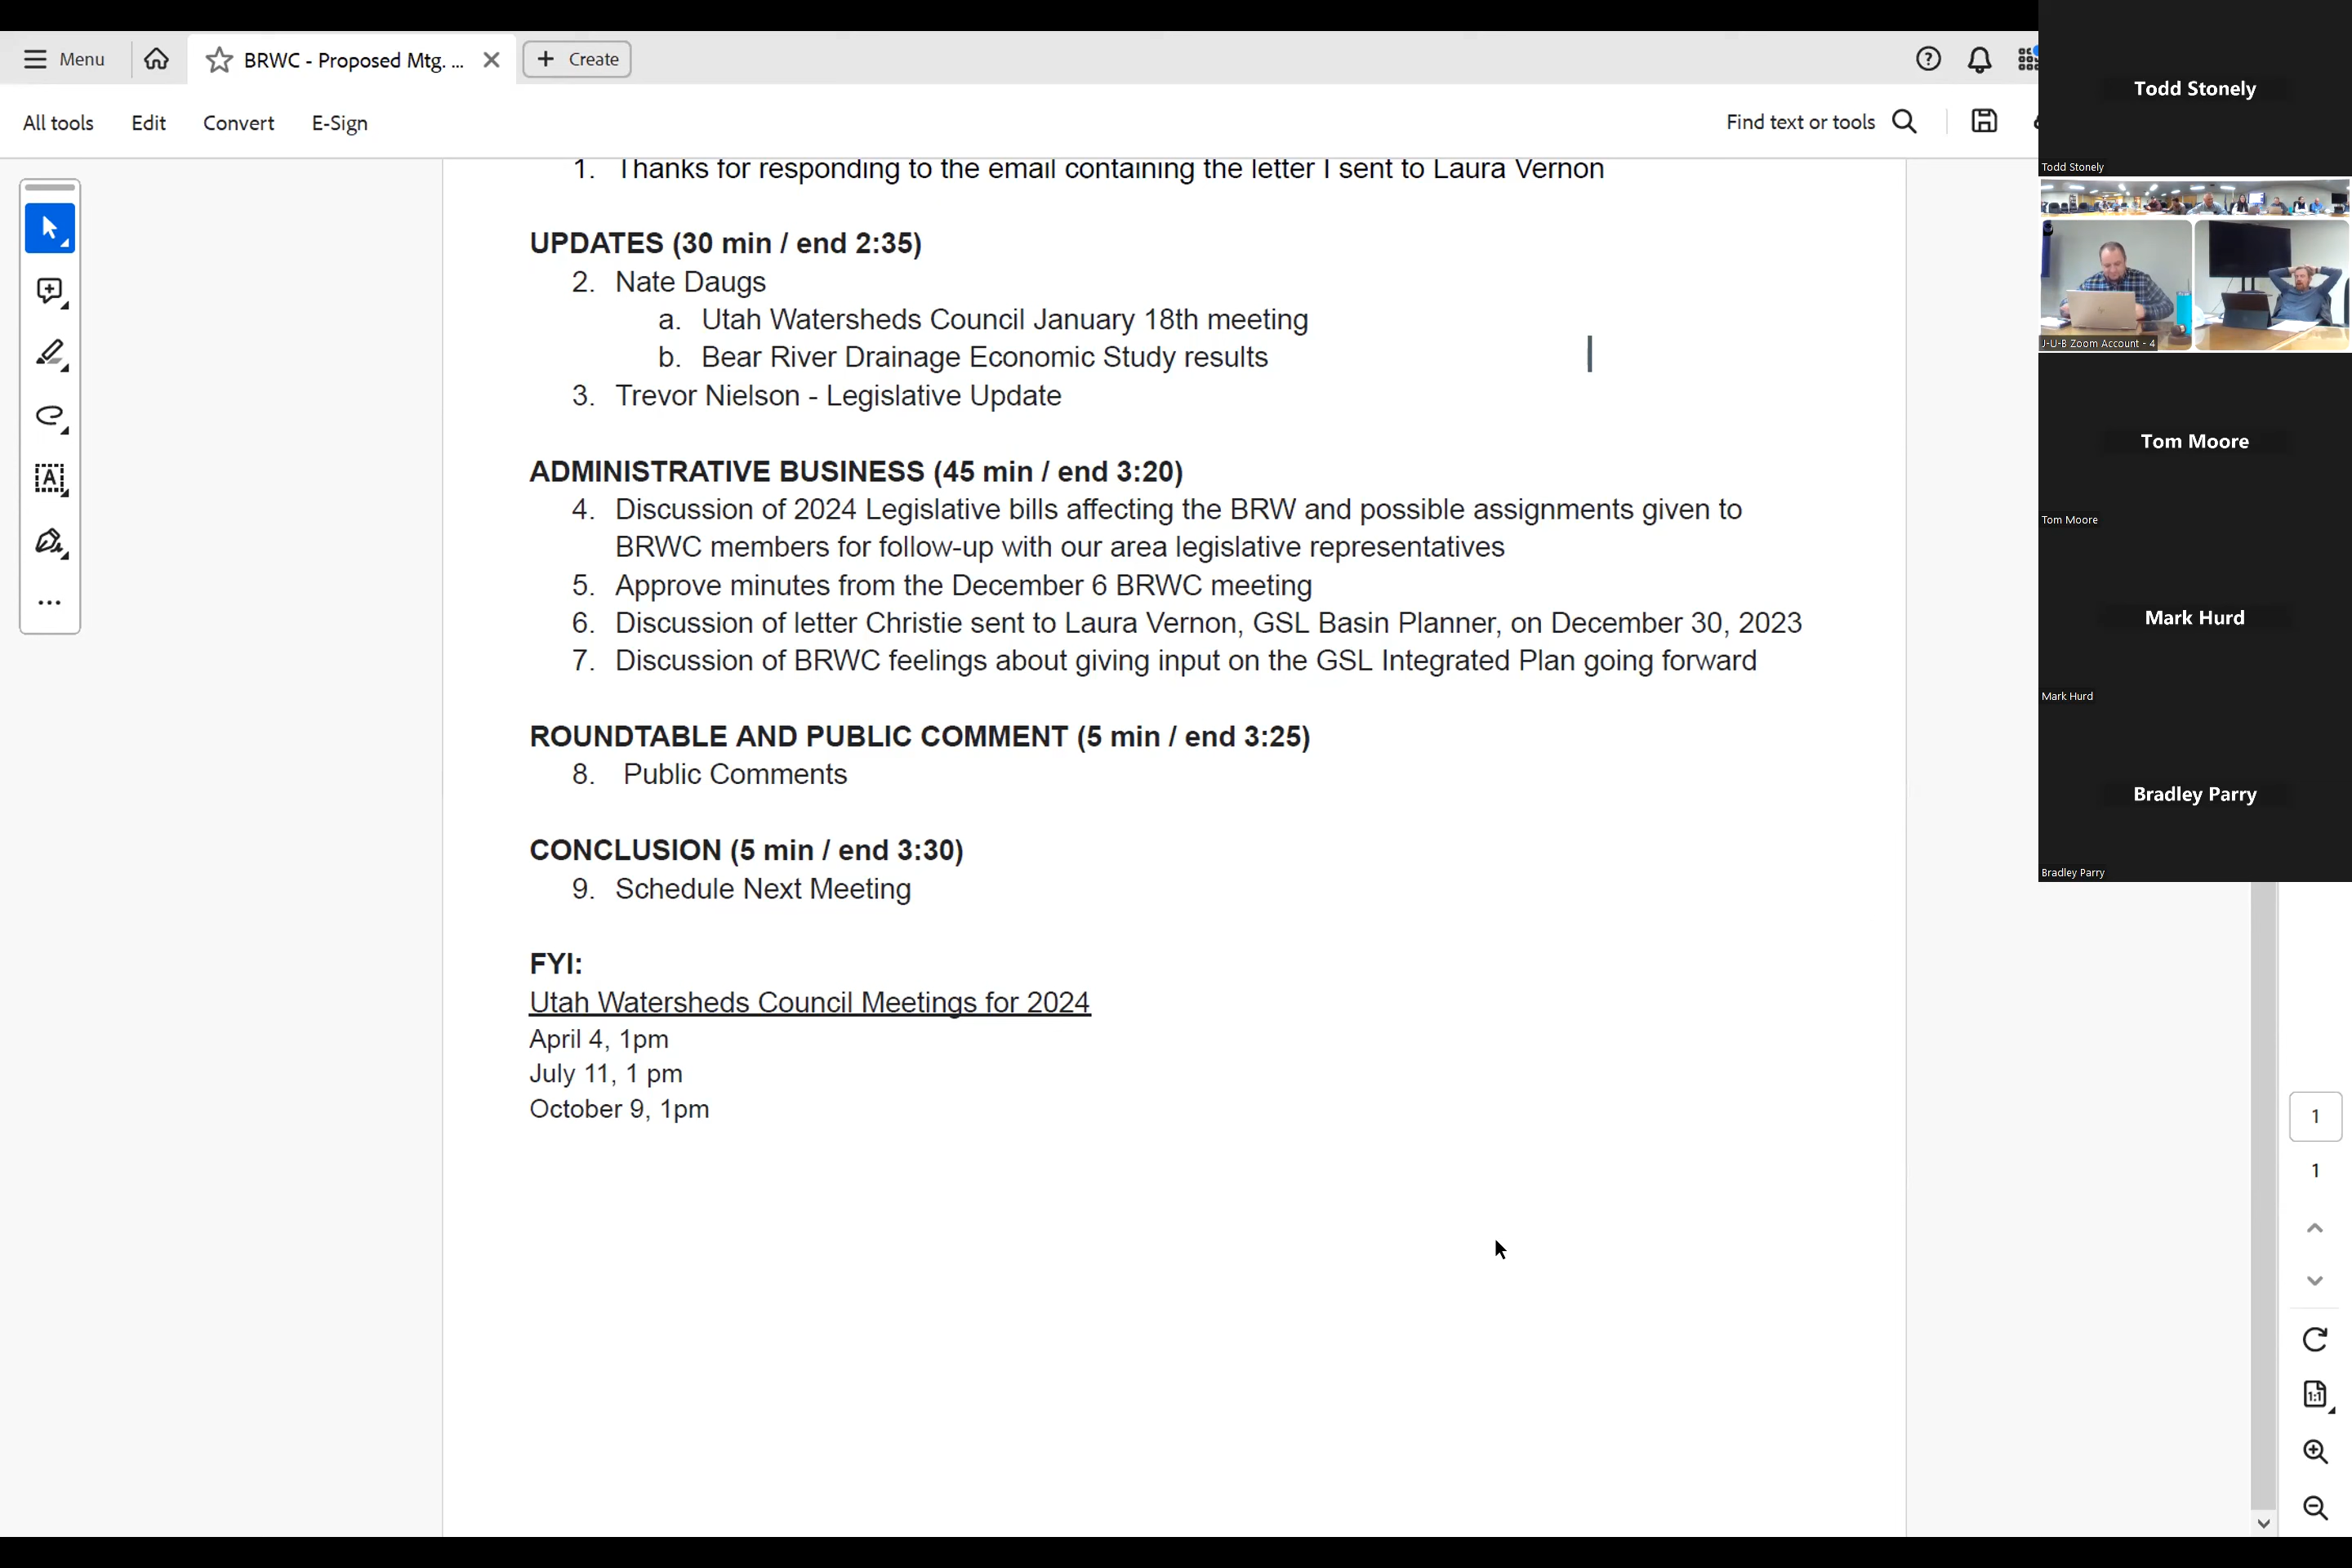 Menu
BRWC - Proposed Mtg. ...
Create
All tools
Edit
Convert
E-Sign
Find text or tools
1. Thanks for responding to the email containing the letter I sent to Laura Vernon
UPDATES (30 min / end 2:35)
2. Nate Daugs
a. Utah Watersheds Council January 18th meeting
b. Bear River Drainage Economic Study results
3. Trevor Nielson - Legislative Update
ADMINISTRATIVE BUSINESS (45 min / end 3:20)
4. Discussion of 2024 Legislative bills affecting the BRW and possible assignments given to
BRWC members for follow-up with our area legislative representatives
5. Approve minutes from the December 6 BRWC meeting
6. Discussion of letter Christie sent to Laura Vernon, GSL Basin Planner, on December 30, 2023
7. Discussion of BRWC feelings about giving input on the GSL Integrated Plan going forward
ROUNDTABLE AND PUBLIC COMMENT (5 min / end 3:25)
8. Public Comments
CONCLUSION (5 min / end 3:30)
9. Schedule Next Meeting
FYI:
Utah Watersheds Council Meetings for 2024
April 4, 1pm
July 11, 1 pm
October 9, 1pm
Todd Stonely
Todd Stonely
J-U-B Zoom Account - 4
Tom Moore
Tom Moore
Mark Hurd
Mark Hurd
Bradley Parry
Bradley Parry
1
1
1:1